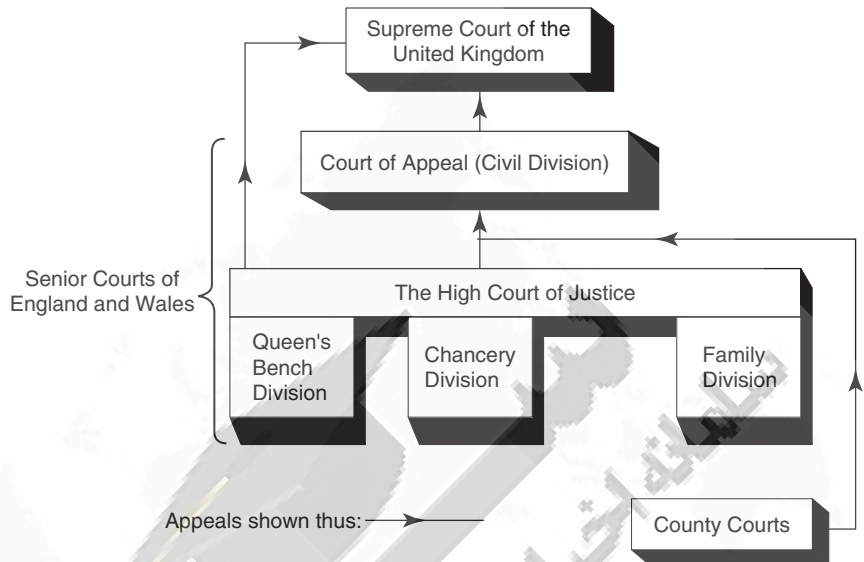 Supreme Court of the
United Kingdom
Court of Appeal (Civil Division)
Senior Courts of
England and Wales
The High Court of Justice
Queen's
Bench
Division
Chancery
Division
Family
Division
Appeals shown thus:
County Courts